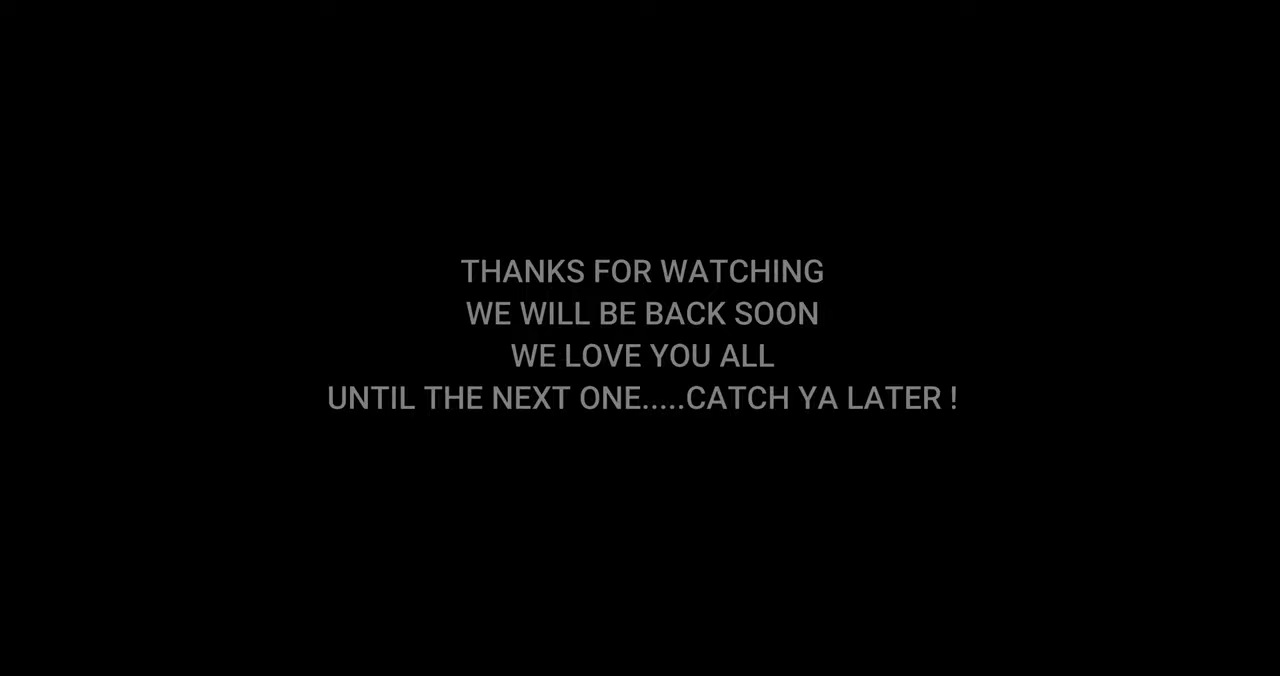 THANKS FOR WATCHING
WE WILL BE BACK SOON
WE LOVE YOU ALL
UNTIL THE NEXT ONE.....CATCH YA LATER !